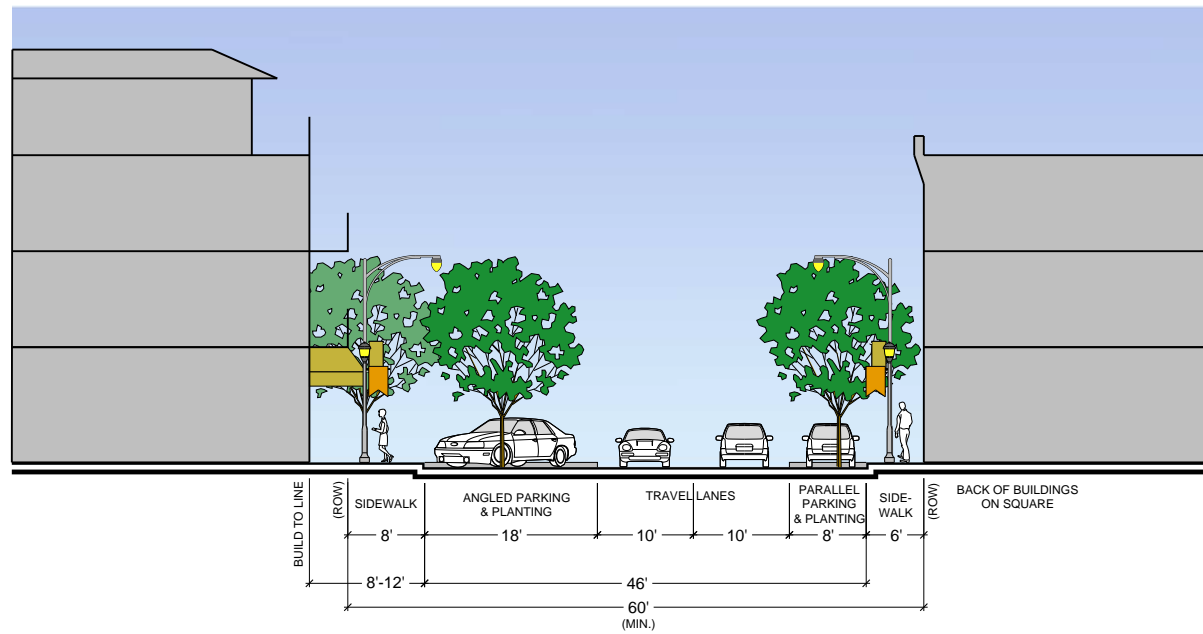 BUILD TO LINE
(ROW)
SIDEWALK
ANGLED PARKING
& PLANTING
TRAVEL LANES
PARALLEL
PARKING
& PLANTING
SIDE-
WALK
(ROW)
BACK OF BUILDINGS
ON SQUARE
8'
18'
10'
10'
8'
6'
8'-12'
46'
60'
(MIN.)